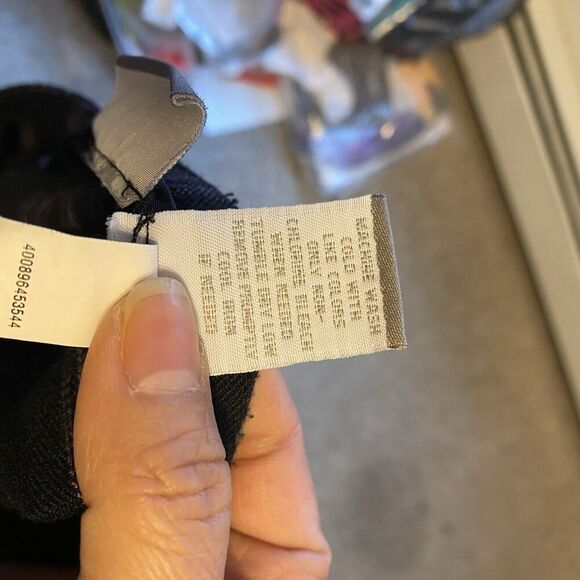 MACHINE WASH
COLD WITH
LIKE COLORS
ONLY NON-
CHLORINE BLEACH
WHEN NEEDED
TUMBLE DRY LOW
REMOVE PROMPTLY
COOL IRON
IF NEEDED
400896453544